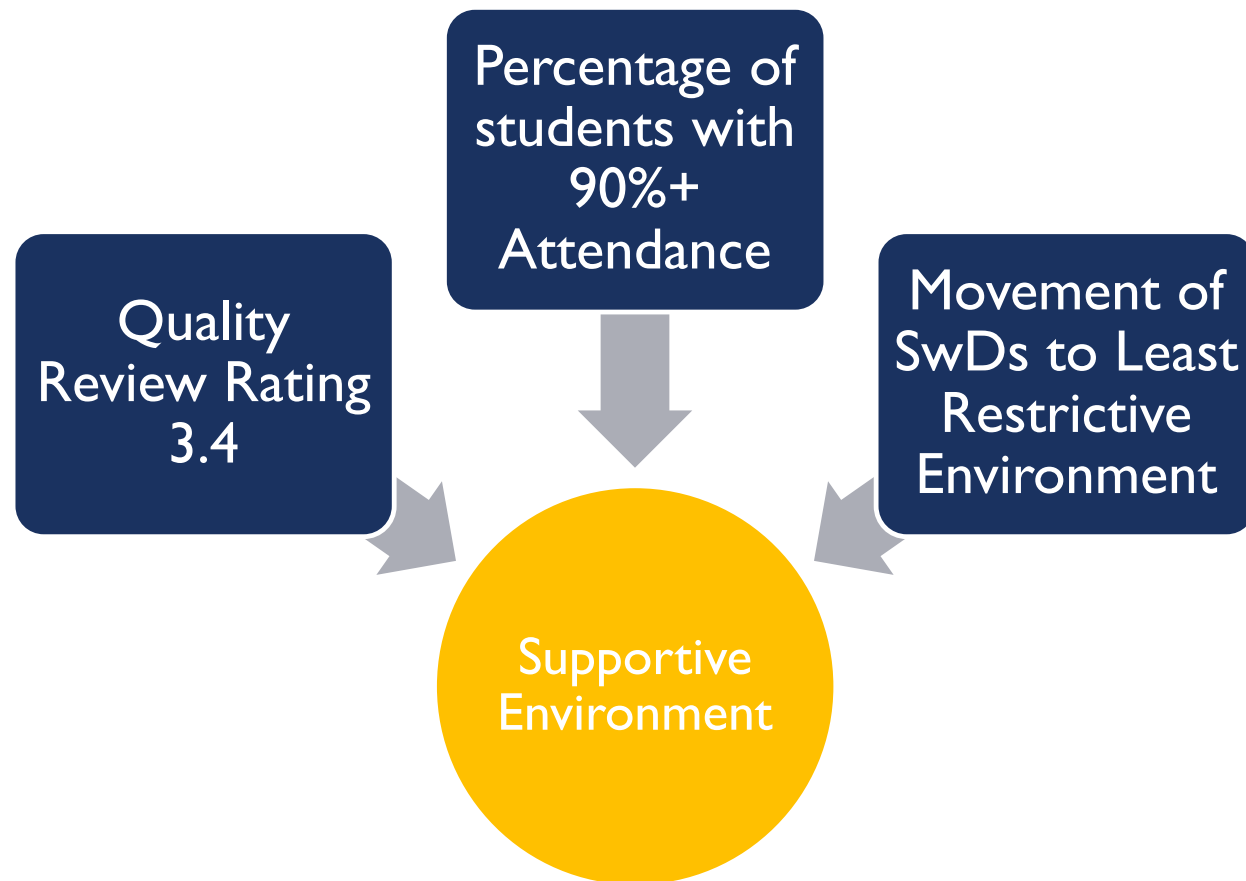 Percentage of
students with
90%+
Attendance
Quality
Review Rating
3.4
Movement of
SwDs to Least
Restrictive
Environment
Supportive
Environment